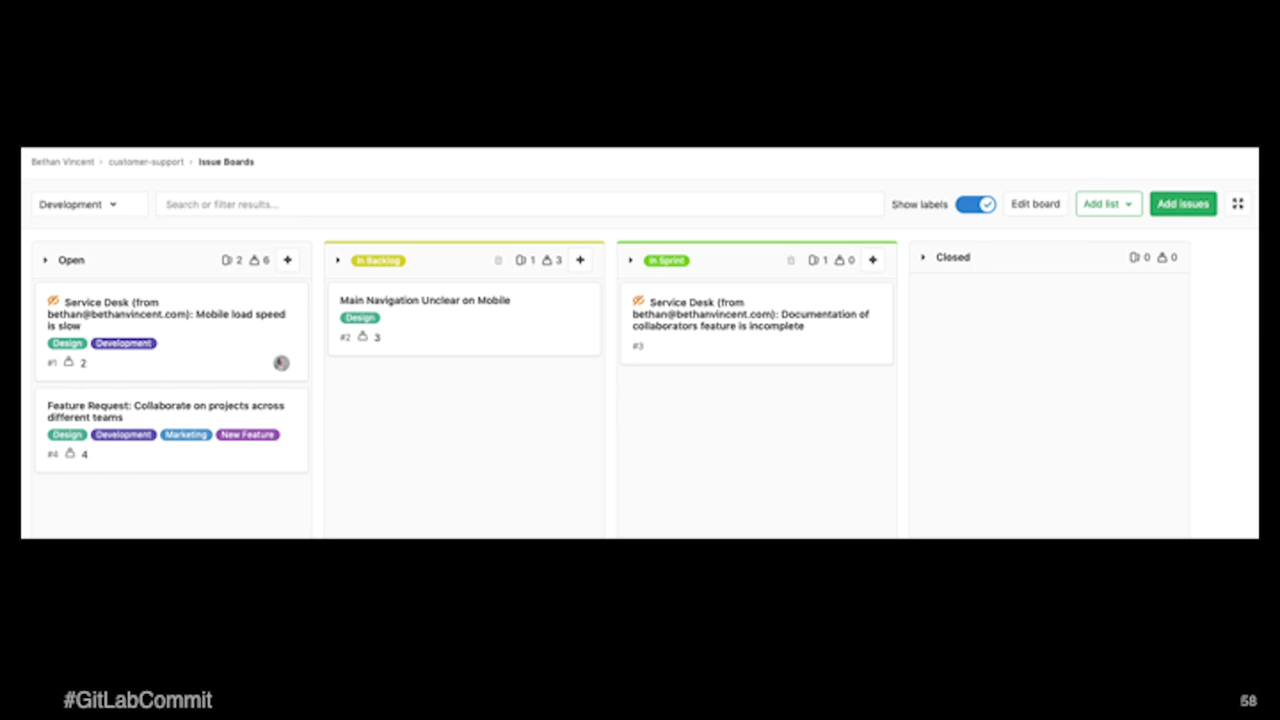 Bethan Vincent › customer-support › Issue Boards
Development Search or filter results... Show labels Edit board Add list Add issues
Open 2 6
Service Desk (from
bethan@bethanvincent.com): Mobile load speed
is slow
Design Development
#1 2
Feature Request: Collaborate on projects across
different teams
Design Development Marketing New Feature
#4 4
In Backlog 1 3
Main Navigation Unclear on Mobile
Design
#2 3
In Sprint 1 0
Service Desk (from
bethan@bethanvincent.com): Documentation of
collaborators feature is incomplete
#3
Closed 0 0
#GitLabCommit
58